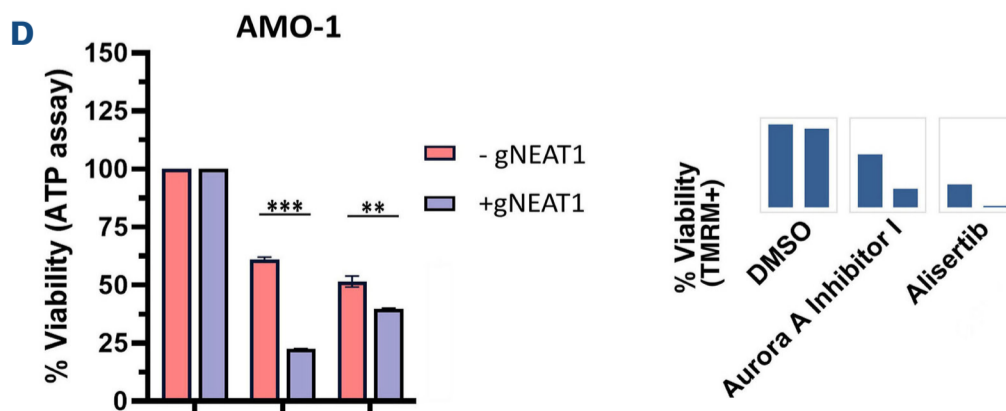 D
AMO-1
% Viability (ATP assay)
150
125
100
75
50
25
0
***
**
- gNEAT1
+gNEAT1
% Viability
(TMRM+)
DMSO
Aurora A Inhibitor I
Alisertib